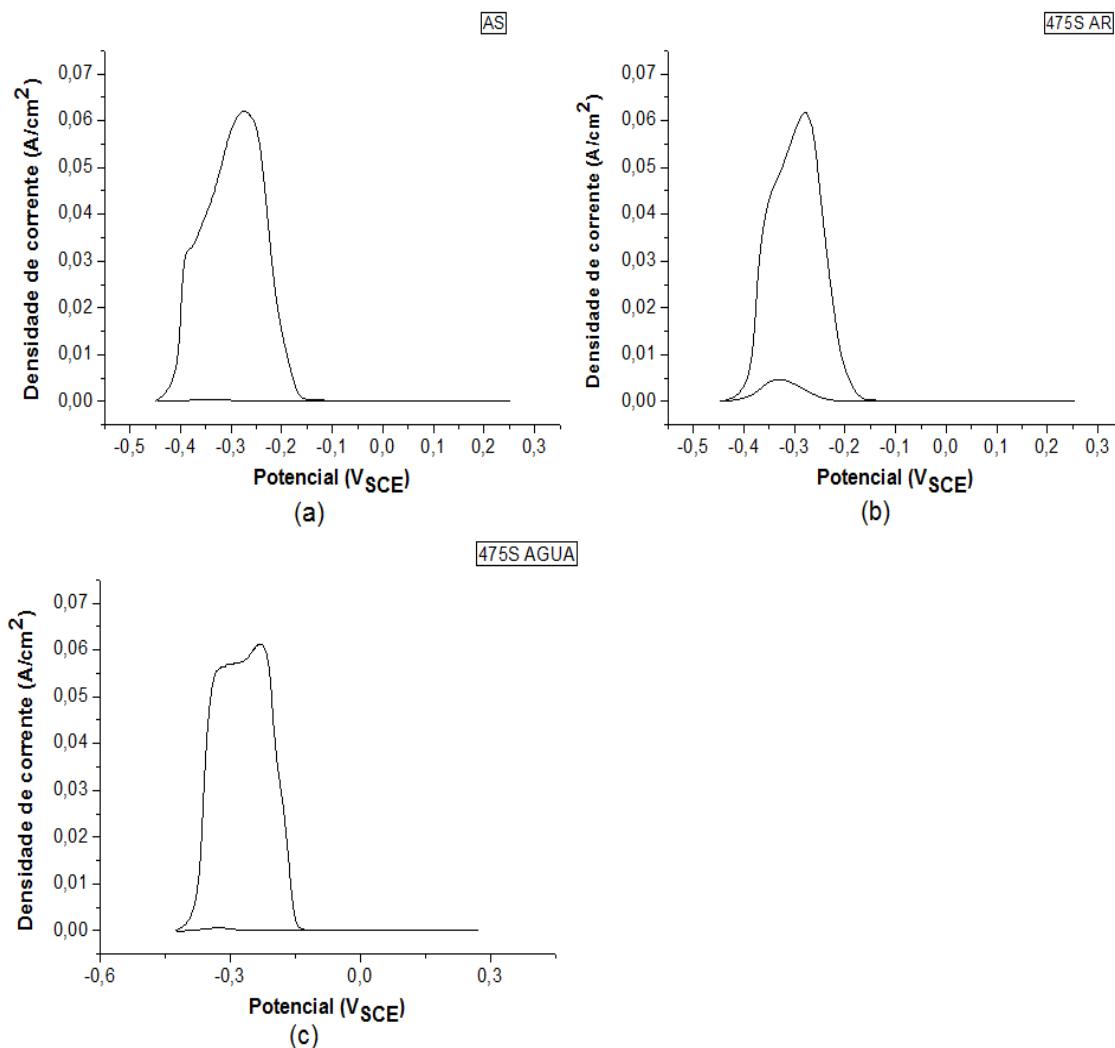 AS
Densidade de corrente (A/cm²)
0,07
0,06
0,05
0,04
0,03
0,02
0,01
0,00
-0,5 -0,4 -0,3 -0,2 -0,1 0,0 0,1 0,2 0,3
Potencial (V_SCE)
(a)
475S AR
Densidade de corrente (A/cm²)
0,07
0,06
0,05
0,04
0,03
0,02
0,01
0,00
-0,5 -0,4 -0,3 -0,2 -0,1 0,0 0,1 0,2 0,3
Potencial (V_SCE)
(b)
475S AGUA
Densidade de corrente (A/cm²)
0,07
0,06
0,05
0,04
0,03
0,02
0,01
0,00
-0,6 -0,3 0,0 0,3
Potencial (V_SCE)
(c)